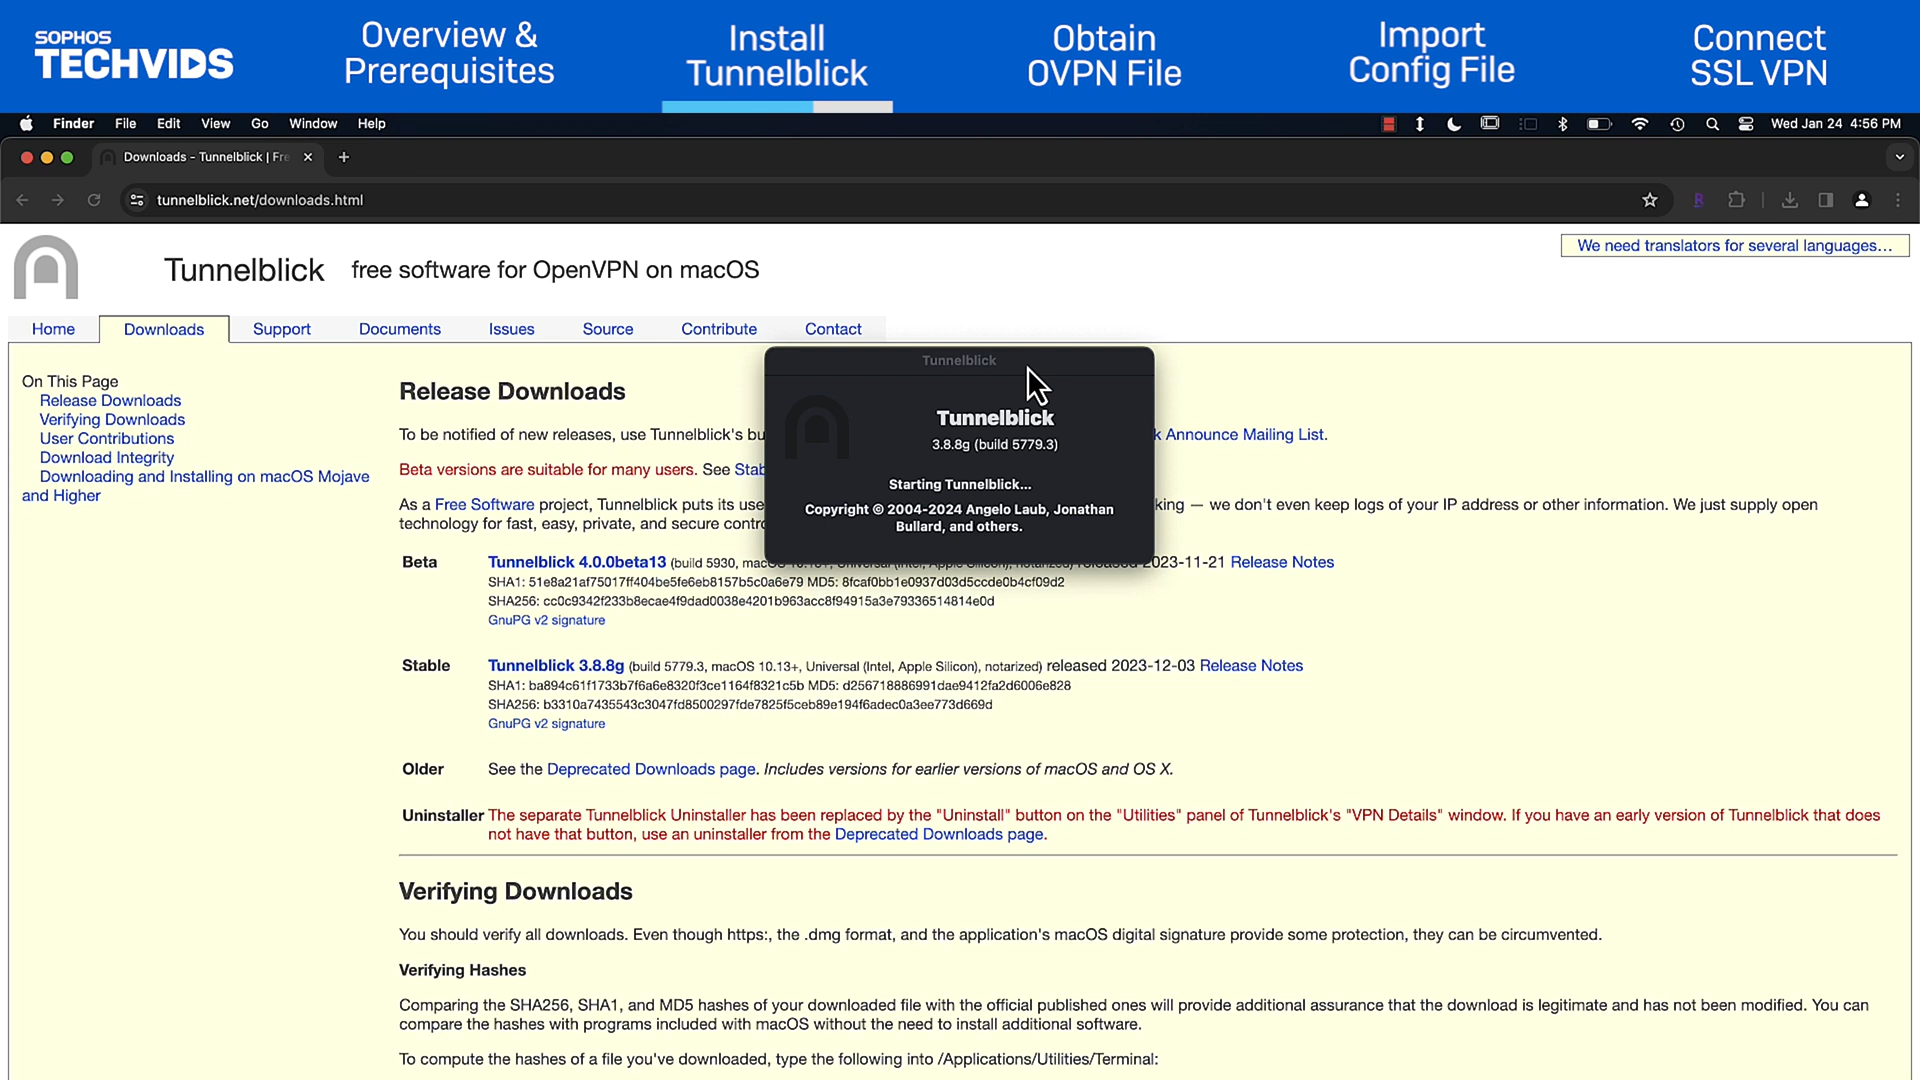 SOPHOS
TECHVIDS
Overview &
Prerequisites
Install
Tunnelblick
Obtain
OVPN File
Import
Config File
Connect
SSL VPN
Finder File Edit View Go Window Help
Wed Jan 24 4:56 PM
Downloads - Tunnelblick | Fre
tunnelblick.net/downloads.html
We need translators for several languages...
Tunnelblick free software for OpenVPN on macOS
Home Downloads Support Documents Issues Source Contribute Contact
On This Page
Release Downloads
Verifying Downloads
User Contributions
Download Integrity
Downloading and Installing on macOS Mojave
and Higher
Tunnelblick
Tunnelblick
3.8.8g (build 5779.3)
Starting Tunnelblick...
Copyright © 2004-2024 Angelo Laub, Jonathan
Bullard, and others.
Release Downloads
To be notified of new releases, use Tunnelblick's bu k Announce Mailing List.
Beta versions are suitable for many users. See Stab
As a Free Software project, Tunnelblick puts its use king — we don't even keep logs of your IP address or other information. We just supply open
technology for fast, easy, private, and secure contro
Beta Tunnelblick 4.0.0beta13 (build 5930, released 2023-11-21 Release Notes
SHA1: 51e8a21af75017ff404be5fe6eb8157b5c0a6e79 MD5: 8fcaf0bb1e0937d03d5ccde0b4cf09d2
SHA256: cc0c9342f233b8ecae4f9dad0038e4201b963acc8f94915a3e79336514814e0d
GnuPG v2 signature
Stable Tunnelblick 3.8.8g (build 5779.3, macOS 10.13+, Universal (Intel, Apple Silicon), notarized) released 2023-12-03 Release Notes
SHA1: ba894c61f1733b7f6a6e8320f3ce1164f8321c5b MD5: d256718886991dae9412fa2d6006e828
SHA256: b3310a7435543c3047fd8500297fde7825f5ceb89e194f6adec0a3ee773d669d
GnuPG v2 signature
Older See the Deprecated Downloads page. Includes versions for earlier versions of macOS and OS X.
Uninstaller The separate Tunnelblick Uninstaller has been replaced by the "Uninstall" button on the "Utilities" panel of Tunnelblick's "VPN Details" window. If you have an early version of Tunnelblick that does
not have that button, use an uninstaller from the Deprecated Downloads page.
Verifying Downloads
You should verify all downloads. Even though https:, the .dmg format, and the application's macOS digital signature provide some protection, they can be circumvented.
Verifying Hashes
Comparing the SHA256, SHA1, and MD5 hashes of your downloaded file with the official published ones will provide additional assurance that the download is legitimate and has not been modified. You can
compare the hashes with programs included with macOS without the need to install additional software.
To compute the hashes of a file you've downloaded, type the following into /Applications/Utilities/Terminal: